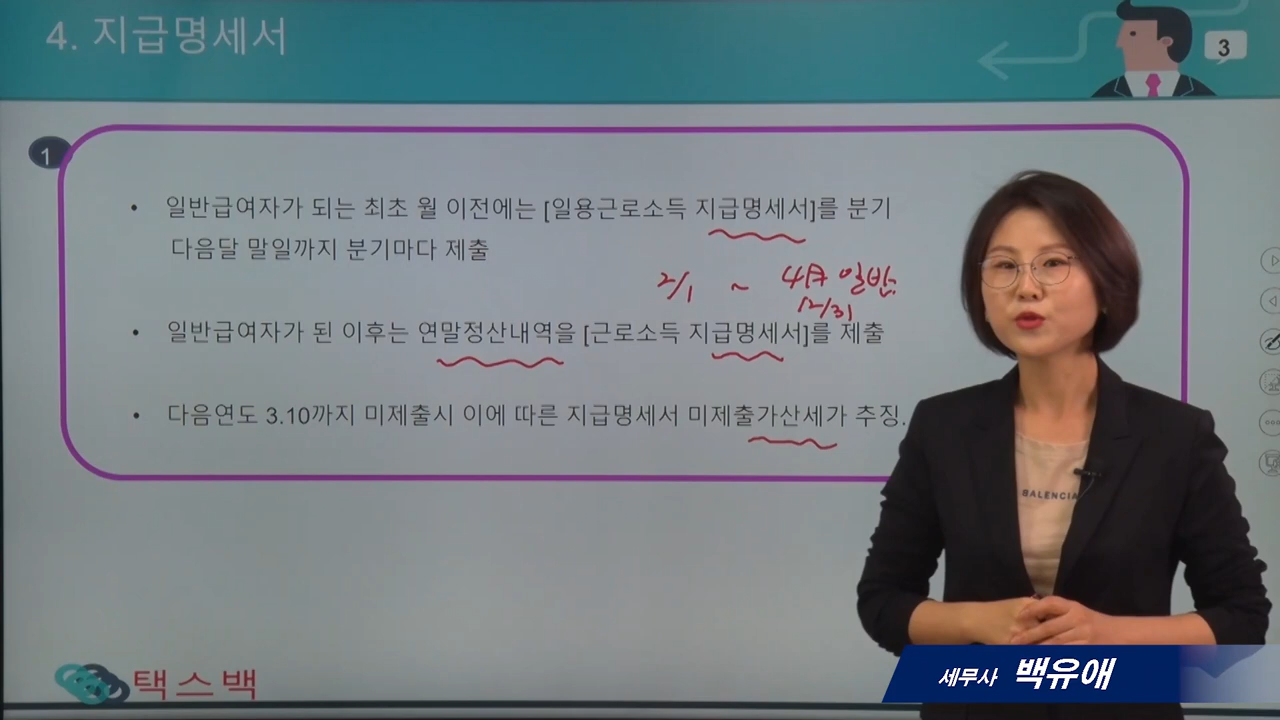 4. 지급명세서
3
1
• 일반급여자가 되는 최초 월 이전에는 [일용근로소득 지급명세서]를 분기
다음달 말일까지 분기마다 제출
2/1 ~ 4月 일반
12/31
• 일반급여자가 된 이후는 연말정산내역을 [근로소득 지급명세서]를 제출
• 다음연도 3.10까지 미제출시 이에 따른 지급명세서 미제출가산세가 추징.
BALENCIA
택스백
세무사 백유애